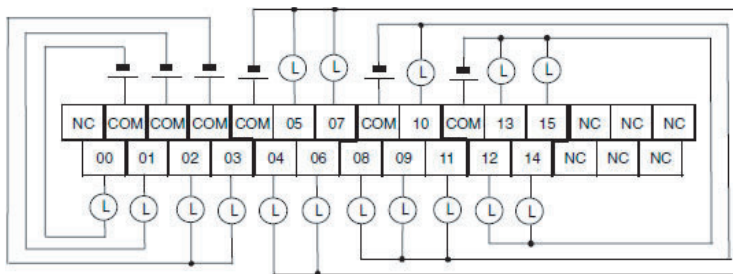 L L L L L
NC COM COM COM COM 05 07 COM 10 COM 13 15 NC NC NC
00 01 02 03 04 06 08 09 11 12 14 NC NC NC
L L L L L L L L L L L